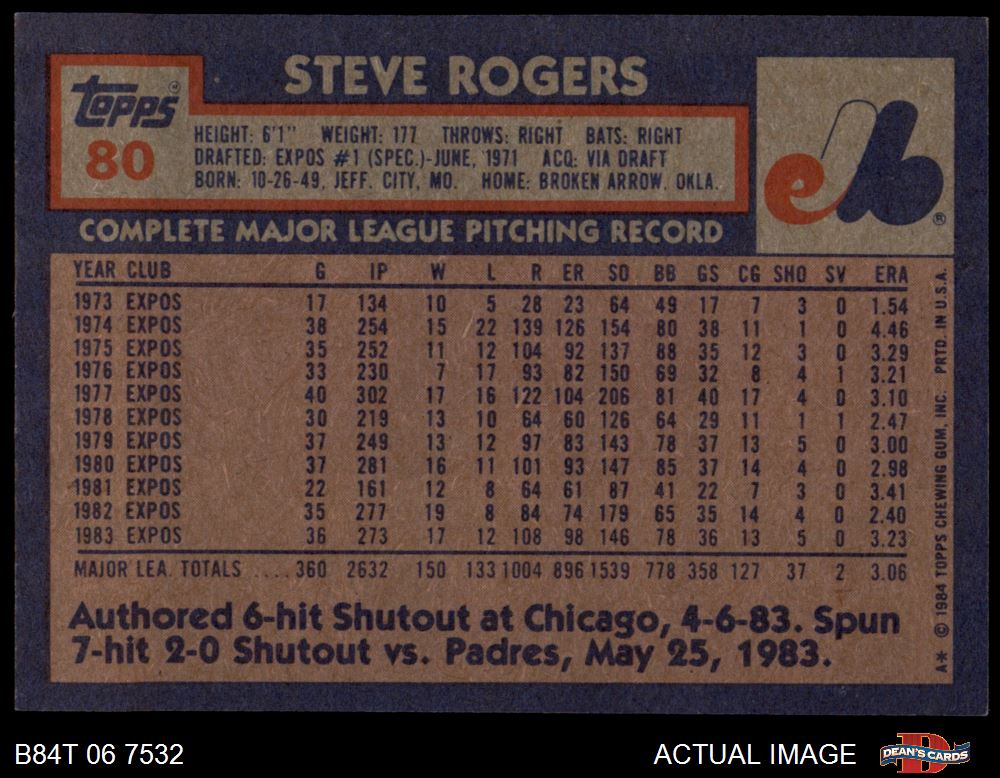 STEVE ROGERS
Topps®
80
HEIGHT: 6'1" WEIGHT: 177 THROWS: RIGHT BATS: RIGHT
DRAFTED: EXPOS #1 (SPEC.)-JUNE, 1971 ACQ: VIA DRAFT
BORN: 10-26-49, JEFF. CITY, MO. HOME: BROKEN ARROW, OKLA.
eb®
COMPLETE MAJOR LEAGUE PITCHING RECORD
YEAR CLUB G IP W L R ER SO BB GS CG SHO SV ERA
1973 EXPOS 17 134 10 5 28 23 64 49 17 7 3 0 1.54
1974 EXPOS 38 254 15 22 139 126 154 80 38 11 1 0 4.46
1975 EXPOS 35 252 11 12 104 92 137 88 35 12 3 0 3.29
1976 EXPOS 33 230 7 17 93 82 150 69 32 8 4 1 3.21
1977 EXPOS 40 302 17 16 122 104 206 81 40 17 4 0 3.10
1978 EXPOS 30 219 13 10 64 60 126 64 29 11 1 1 2.47
1979 EXPOS 37 249 13 12 97 83 143 78 37 13 5 0 3.00
1980 EXPOS 37 281 16 11 101 93 147 85 37 14 4 0 2.98
1981 EXPOS 22 161 12 8 64 61 87 41 22 7 3 0 3.41
1982 EXPOS 35 277 19 8 84 74 179 65 35 14 4 0 2.40
1983 EXPOS 36 273 17 12 108 98 146 78 36 13 5 0 3.23
MAJOR LEA. TOTALS ....360 2632 150 133 1004 896 1539 778 358 127 37 2 3.06
Authored 6-hit Shutout at Chicago, 4-6-83. Spun
7-hit 2-0 Shutout vs. Padres, May 25, 1983.
A* © 1984 TOPPS CHEWING GUM, INC. PRTD. IN U.S.A.
B84T 06 7532
ACTUAL IMAGE
D
DEAN'S CARDS